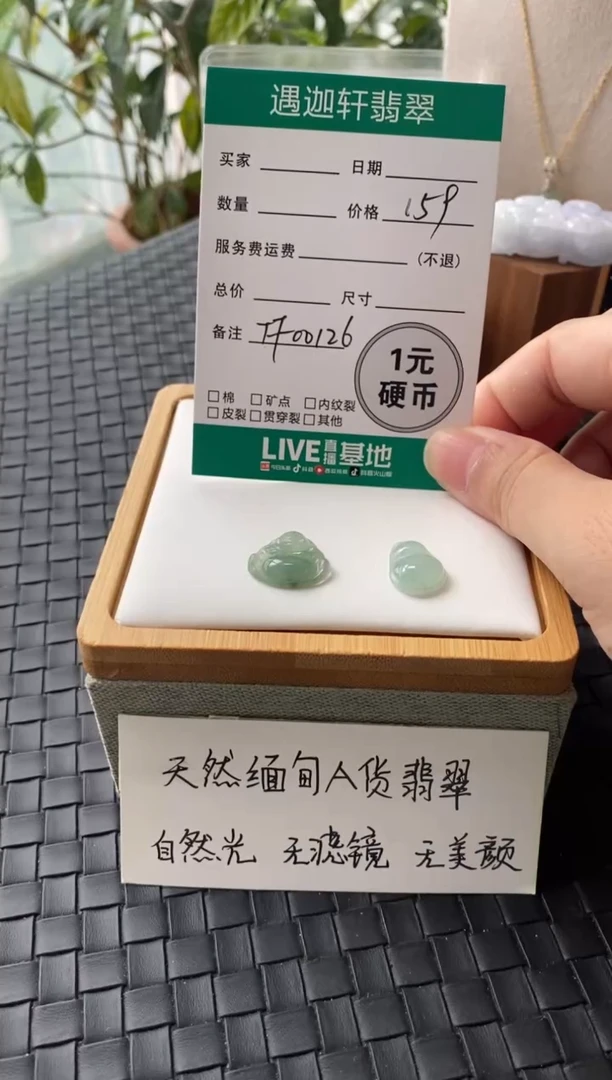 遇迦轩翡翠
买家 日期
数量 价格 159
服务费运费 (不退)
总价 尺寸
备注 TF00126
1元
硬币
棉 矿点 内纹裂
皮裂 贯穿裂 其他
LIVE 直播 基地
天然缅甸A货翡翠
自然光 无滤镜 无美颜